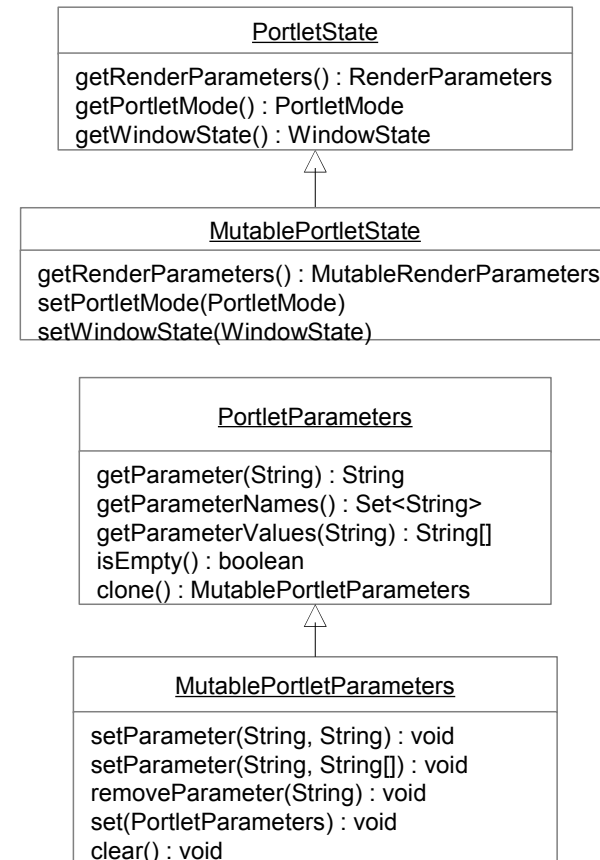 PortletState
getRenderParameters() : RenderParameters
getPortletMode() : PortletMode
getWindowState() : WindowState
MutablePortletState
getRenderParameters() : MutableRenderParameters
setPortletMode(PortletMode)
setWindowState(WindowState)
PortletParameters
getParameter(String) : String
getParameterNames() : Set<String>
getParameterValues(String) : String[]
isEmpty() : boolean
clone() : MutablePortletParameters
MutablePortletParameters
setParameter(String, String) : void
setParameter(String, String[]) : void
removeParameter(String) : void
set(PortletParameters) : void
clear() : void